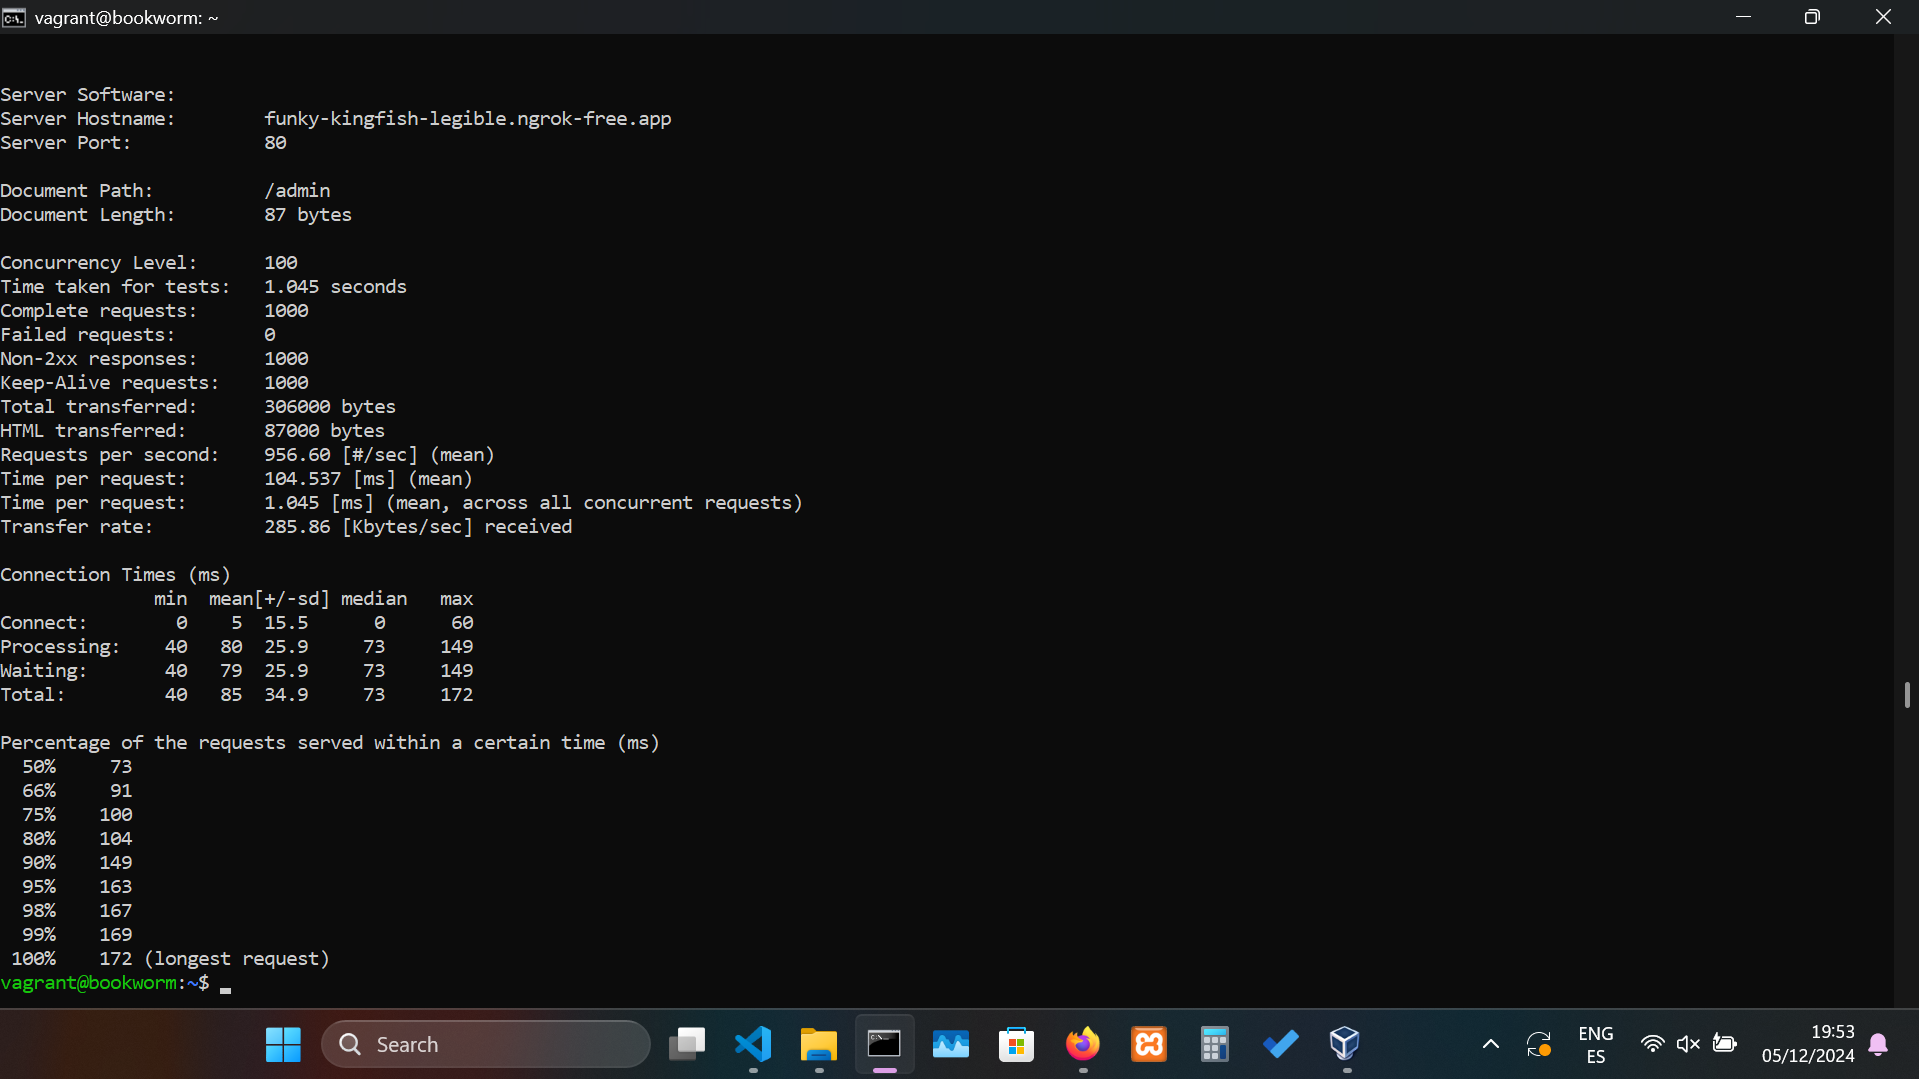 vagrant@bookworm: ~
Server Software:
Server Hostname:        funky-kingfish-legible.ngrok-free.app
Server Port:            80
Document Path:          /admin
Document Length:        87 bytes
Concurrency Level:      100
Time taken for tests:   1.045 seconds
Complete requests:      1000
Failed requests:        0
Non-2xx responses:      1000
Keep-Alive requests:    1000
Total transferred:      306000 bytes
HTML transferred:       87000 bytes
Requests per second:    956.60 [#/sec] (mean)
Time per request:       104.537 [ms] (mean)
Time per request:       1.045 [ms] (mean, across all concurrent requests)
Transfer rate:          285.86 [Kbytes/sec] received
Connection Times (ms)
              min  mean[+/-sd] median   max
Connect:        0    5  15.5      0      60
Processing:    40   80  25.9     73     149
Waiting:       40   79  25.9     73     149
Total:         40   85  34.9     73     172
Percentage of the requests served within a certain time (ms)
  50%     73
  66%     91
  75%    100
  80%    104
  90%    149
  95%    163
  98%    167
  99%    169
 100%    172 (longest request)
vagrant@bookworm:~$
Search
ENG
ES
19:53
05/12/2024